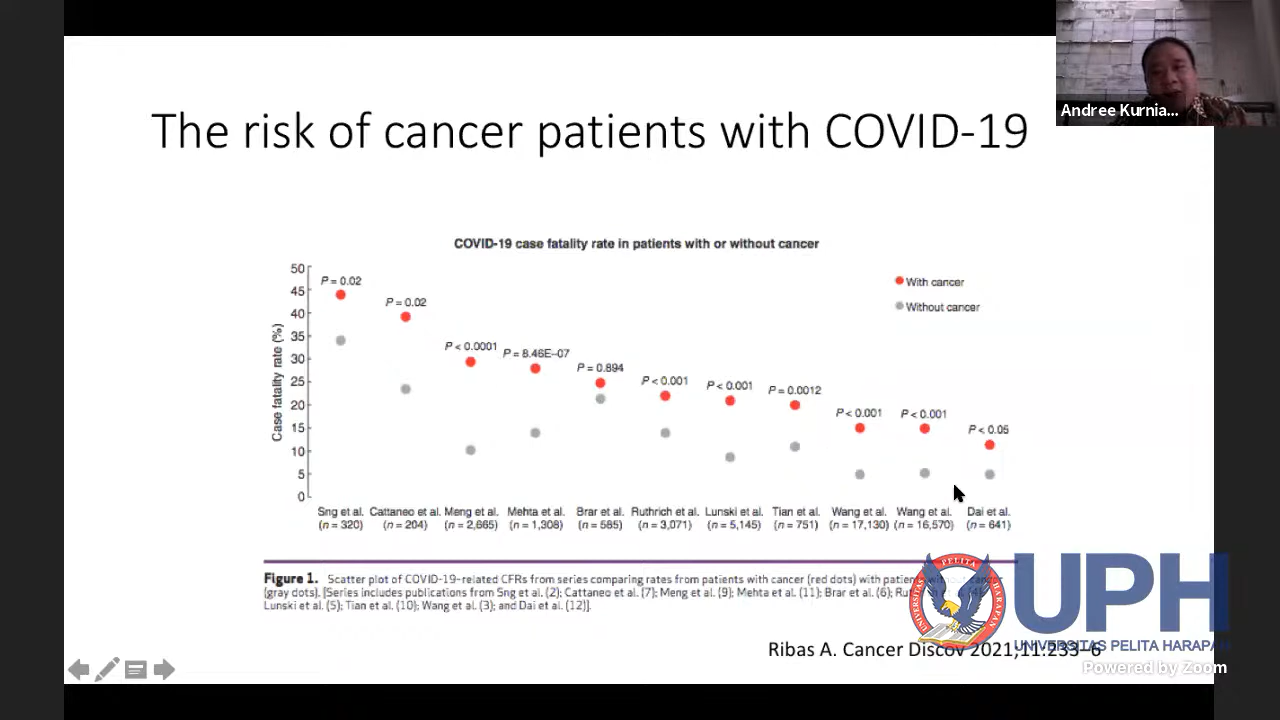 Andree Kurnia...
The risk of cancer patients with COVID-19
COVID-19 case fatality rate in patients with or without cancer
Case fatality rate (%)
50
45
40
35
30
25
20
15
10
5
0
With cancer
Without cancer
P = 0.02
P = 0.02
P < 0.0001
P = 8.46E–07
P = 0.894
P < 0.001
P < 0.001
P = 0.0012
P < 0.001
P < 0.001
P < 0.05
Sng et al. Cattaneo et al. Meng et al. Mehta et al. Brar et al. Ruthrich et al. Lunski et al. Tian et al. Wang et al. Wang et al. Dai et al.
(n = 320) (n = 204) (n = 2,665) (n = 1,308) (n = 585) (n = 3,071) (n = 5,145) (n = 751) (n = 17,130) (n = 16,570) (n = 641)
Figure 1. Scatter plot of COVID-19–related CFRs from series comparing rates from patients with cancer (red dots) with patients without cancer
(gray dots). [Series includes publications from Sng et al. (2); Cattaneo et al. (7); Meng et al. (9); Mehta et al. (11); Brar et al. (6);
Lunski et al. (5); Tian et al. (10); Wang et al. (3); and Dai et al. (12)].
UNIVERSITAS PELITA HARAPAN
UPH
UNIVERSITAS PELITA HARAPAN
Ribas A. Cancer Discov 2021;11:233–6
Powered by Zoom